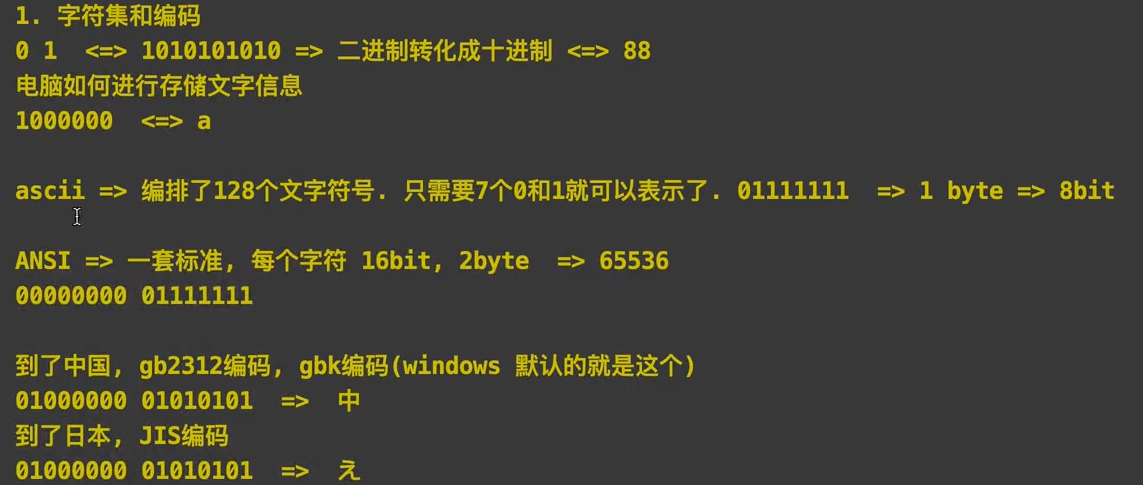 1. 字符集和编码
0 1  <=> 1010101010 => 二进制转化成十进制 <=> 88
电脑如何进行存储文字信息
1000000  <=> a
ascii => 编排了128个文字符号. 只需要7个0和1就可以表示了. 01111111  => 1 byte => 8bit
ANSI => 一套标准, 每个字符 16bit, 2byte  => 65536
00000000 01111111
到了中国, gb2312编码, gbk编码(windows 默认的就是这个)
01000000 01010101  =>  中
到了日本, JIS编码
01000000 01010101  =>  え